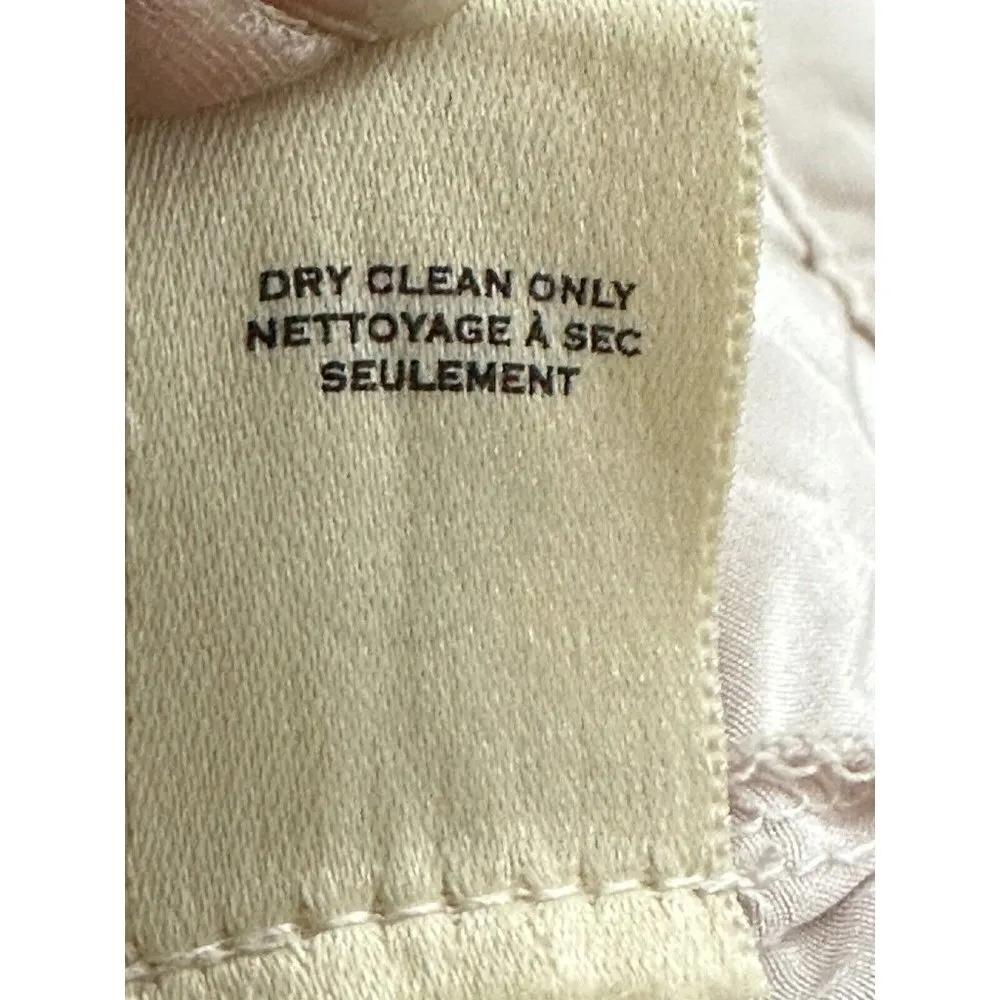 DRY CLEAN ONLY
NETTOYAGE À SEC
SEULEMENT